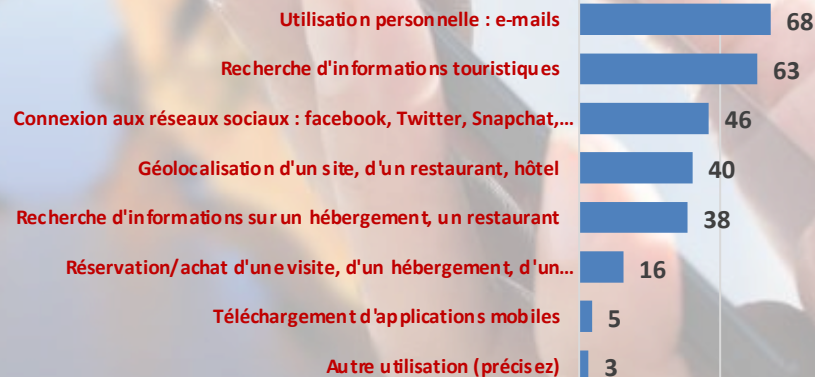 Utilisation personnelle : e-mails 68
Recherche d'informations touristiques 63
Connexion aux réseaux sociaux : facebook, Twitter, Snapchat,... 46
Géolocalisation d'un site, d'un restaurant, hôtel 40
Recherche d'informations sur un hébergement, un restaurant 38
Réservation/achat d'une visite, d'un hébergement, d'un... 16
Téléchargement d'applications mobiles 5
Autre utilisation (précisez) 3